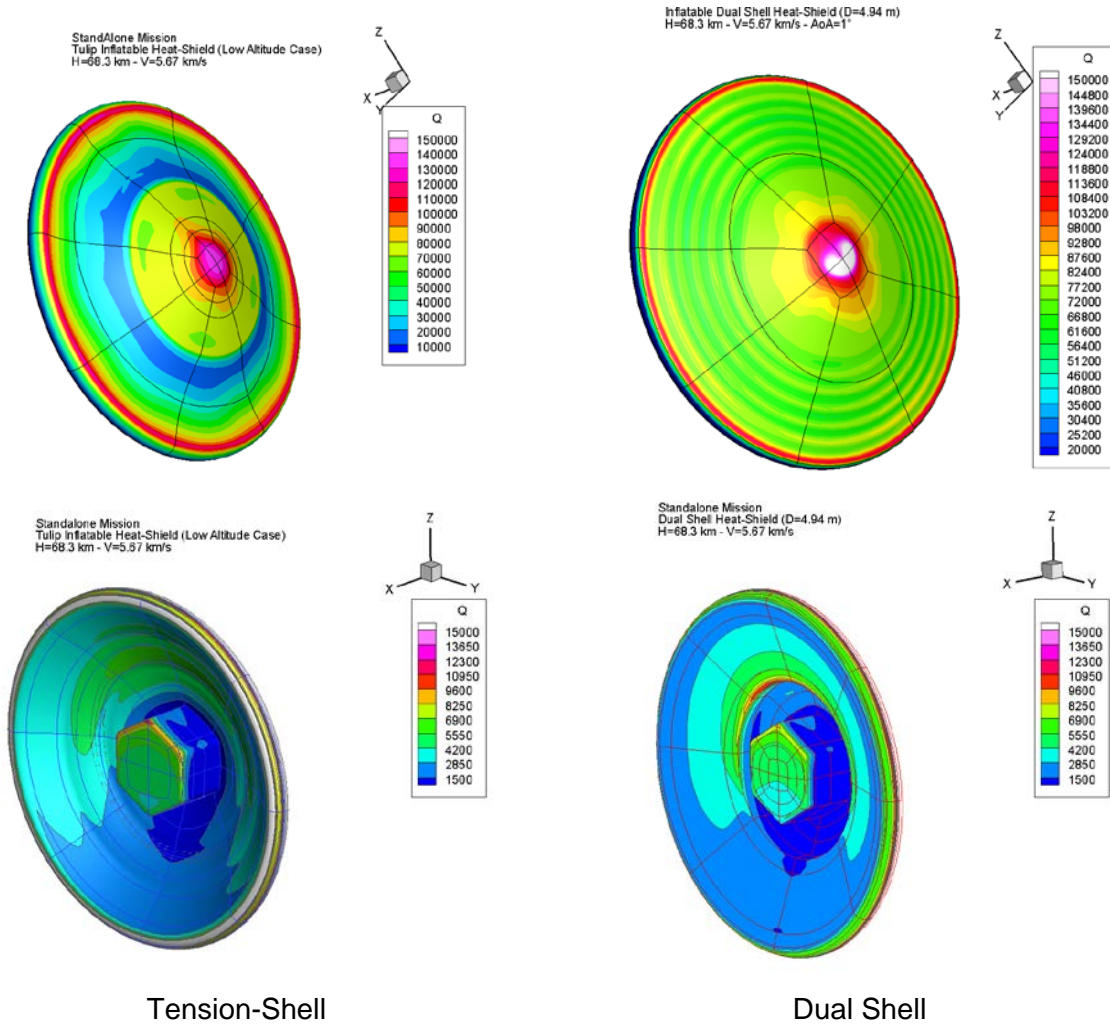 StandAlone Mission
Tulip Inflatable Heat-Shield (Low Altitude Case)
H=68.3 km - V=5.67 km/s
Z
X
Y
Q
150000
140000
130000
120000
110000
100000
90000
80000
70000
60000
50000
40000
30000
20000
10000
Inflatable Dual Shell Heat-Shield (D=4.94 m)
H=68.3 km - V=5.67 km/s - AoA=1°
Z
X
Y
Q
150000
144800
139600
134400
129200
124000
118800
113600
108400
103200
98000
92800
87600
82400
77200
72000
66800
61600
56400
51200
46000
40800
35600
30400
25200
20000
Standalone Mission
Tulip Inflatable Heat-Shield (Low Altitude Case)
H=68.3 km - V=5.67 km/s
Z
X
Y
Q
15000
13650
12300
10950
9600
8250
6900
5550
4200
2850
1500
Standalone Mission
Dual Shell Heat-Shield (D=4.94 m)
H=68.3 km - V=5.67 km/s
Z
X
Y
Q
15000
13650
12300
10950
9600
8250
6900
5550
4200
2850
1500
Tension-Shell
Dual Shell